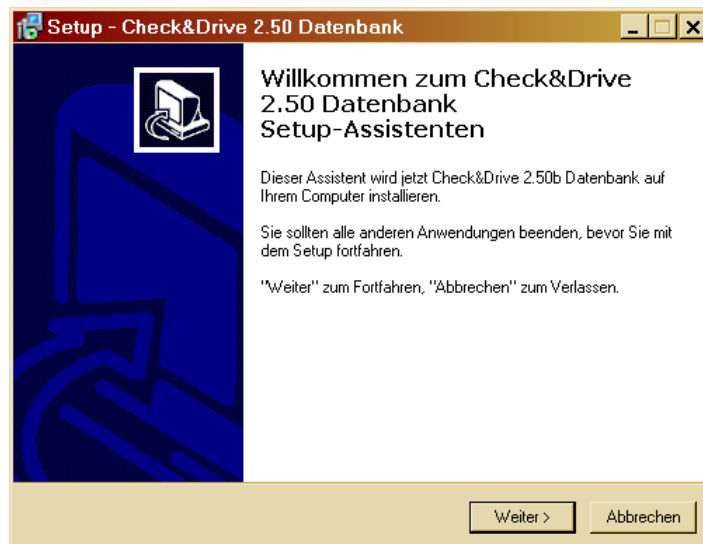 Setup - Check&Drive 2.50 Datenbank
Willkommen zum Check&Drive
2.50 Datenbank
Setup-Assistenten
Dieser Assistent wird jetzt Check&Drive 2.50b Datenbank auf
Ihrem Computer installieren.
Sie sollten alle anderen Anwendungen beenden, bevor Sie mit
dem Setup fortfahren.
"Weiter" zum Fortfahren, "Abbrechen" zum Verlassen.
Weiter >
Abbrechen